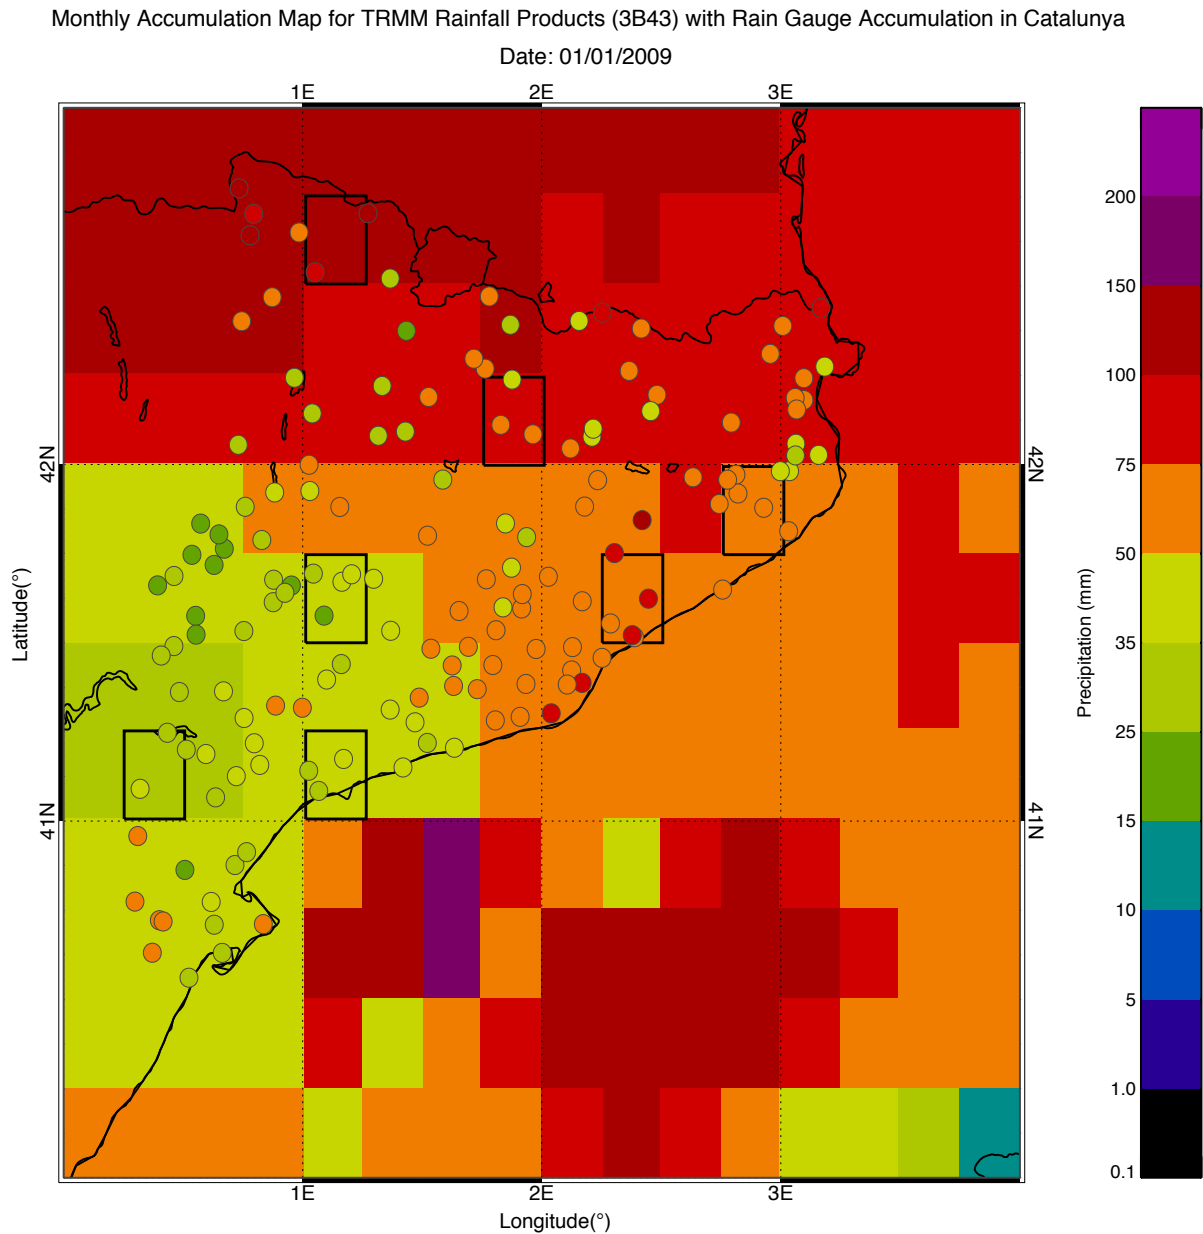 Monthly Accumulation Map for TRMM Rainfall Products (3B43) with Rain Gauge Accumulation in Catalunya
Date: 01/01/2009
1E 2E 3E
200
150
100
42N 42N
75
50
Latitude(°)
Precipitation (mm)
35
25
41N 41N
15
10
5
1.0
0.1
1E 2E 3E
Longitude(°)